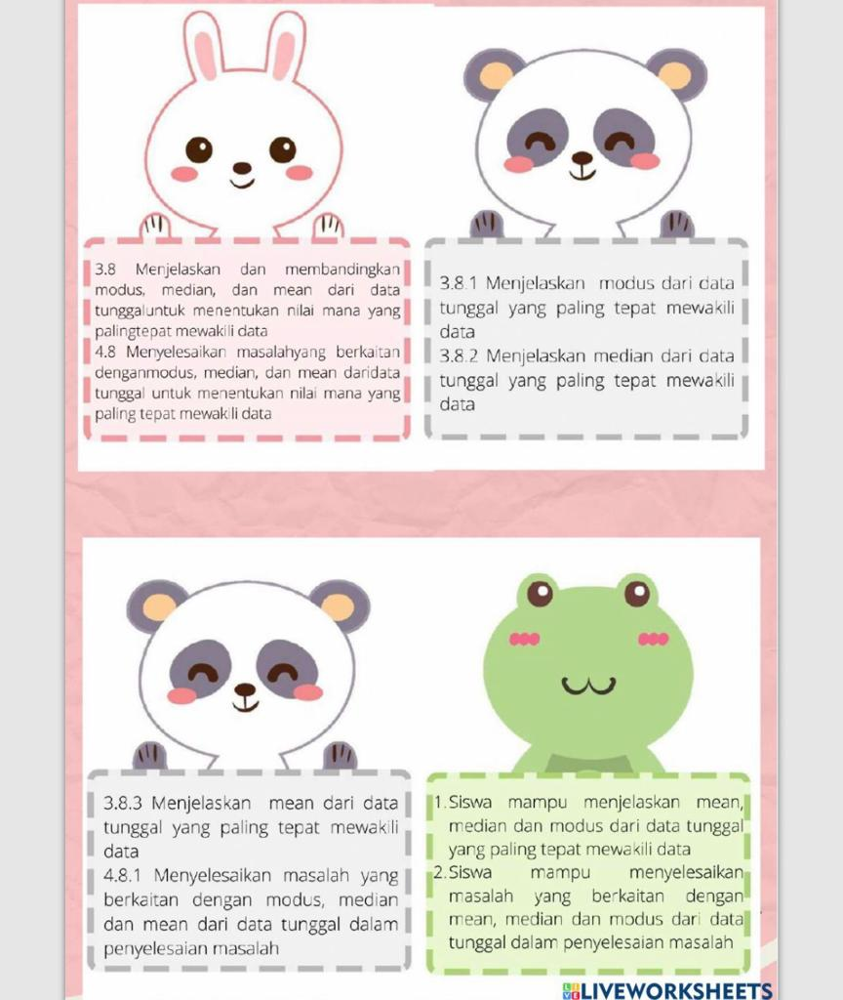 3.8 Menjelaskan dan membandingkan
modus, median, dan mean dari data
tunggaluntuk menentukan nilai mana yang
palingtepat mewakili data
4.8 Menyelesaikan masalahyang berkaitan
denganmodus, median, dan mean daridata
tunggal untuk menentukan nilai mana yang
paling tepat mewakili data
3.8.1 Menjelaskan modus dari data
tunggal yang paling tepat mewakili
data
3.8.2 Menjelaskan median dari data
tunggal yang paling tepat mewakili
data
3.8.3 Menjelaskan mean dari data
tunggal yang paling tepat mewakili
data
4.8.1 Menyelesaikan masalah yang
berkaitan dengan modus, median
dan mean dari data tunggal dalam
penyelesaian masalah
1. Siswa mampu menjelaskan mean,
median dan modus dari data tunggal
yang paling tepat mewakili data
2. Siswa mampu menyelesaikan
masalah yang berkaitan dengan
mean, median dan modus dari data
tunggal dalam penyelesaian masalah
LIVE LIVEWORKSHEETS